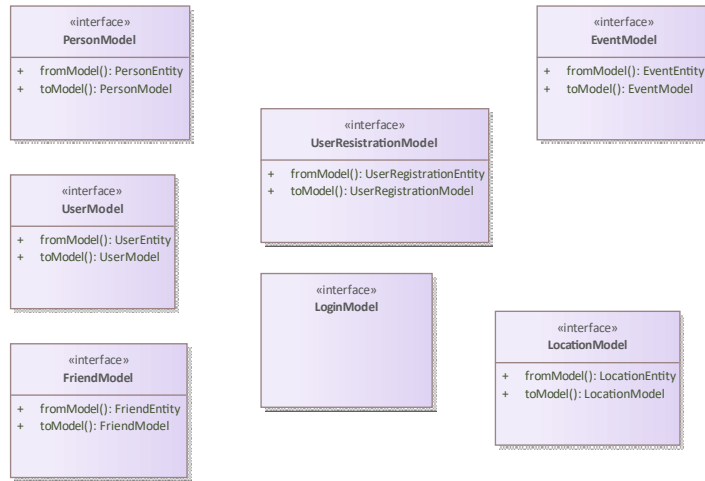 «interface»
PersonModel
+ fromModel(): PersonEntity
+ toModel(): PersonModel
«interface»
EventModel
+ fromModel(): EventEntity
+ toModel(): EventModel
«interface»
UserResistrationModel
+ fromModel(): UserRegistrationEntity
+ toModel(): UserRegistrationModel
«interface»
UserModel
+ fromModel(): UserEntity
+ toModel(): UserModel
«interface»
LoginModel
«interface»
LocationModel
+ fromModel(): LocationEntity
+ toModel(): LocationModel
«interface»
FriendModel
+ fromModel(): FriendEntity
+ toModel(): FriendModel